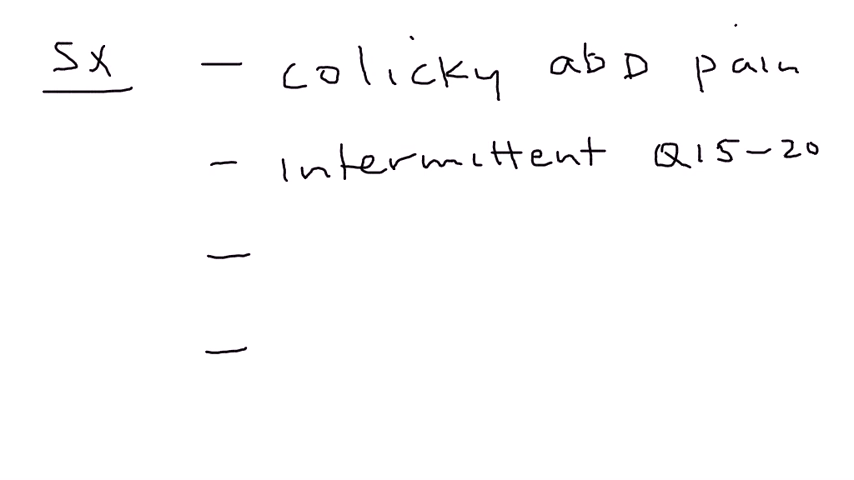 Sx - colicky abD pain
- intermittent Q15-20
-
-